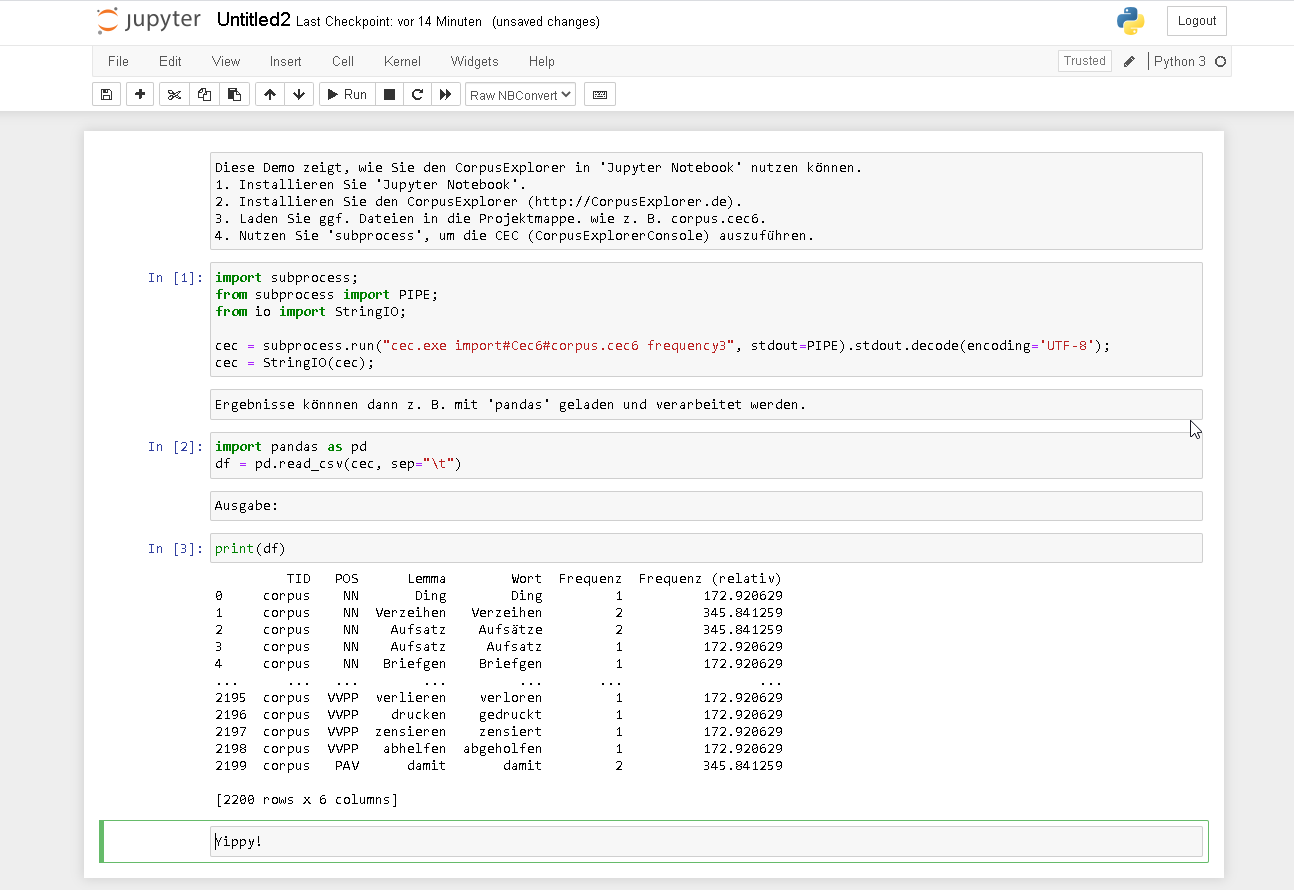 jupyter Untitled2 Last Checkpoint: vor 14 Minuten (unsaved changes) Logout
File Edit View Insert Cell Kernel Widgets Help Trusted Python 3
Run Raw NBConvert
Diese Demo zeigt, wie Sie den CorpusExplorer in 'Jupyter Notebook' nutzen können.
1. Installieren Sie 'Jupyter Notebook'.
2. Installieren Sie den CorpusExplorer (http://CorpusExplorer.de).
3. Laden Sie ggf. Dateien in die Projektmappe. wie z. B. corpus.cec6.
4. Nutzen Sie 'subprocess', um die CEC (CorpusExplorerConsole) auszuführen.
In [1]: import subprocess;
from subprocess import PIPE;
from io import StringIO;
cec = subprocess.run("cec.exe import#Cec6#corpus.cec6 frequency3", stdout=PIPE).stdout.decode(encoding='UTF-8');
cec = StringIO(cec);
Ergebnisse könnnen dann z. B. mit 'pandas' geladen und verarbeitet werden.
In [2]: import pandas as pd
df = pd.read_csv(cec, sep="\t")
Ausgabe:
In [3]: print(df)
TID POS Lemma Wort Frequenz Frequenz (relativ)
0 corpus NN Ding Ding 1 172.920629
1 corpus NN Verzeihen Verzeihen 2 345.841259
2 corpus NN Aufsatz Aufsätze 2 345.841259
3 corpus NN Aufsatz Aufsatz 1 172.920629
4 corpus NN Briefgen Briefgen 1 172.920629
... ... ... ... ... ... ...
2195 corpus VVPP verlieren verloren 1 172.920629
2196 corpus VVPP drucken gedruckt 1 172.920629
2197 corpus VVPP zensieren zensiert 1 172.920629
2198 corpus VVPP abhelfen abgeholfen 1 172.920629
2199 corpus PAV damit damit 2 345.841259
[2200 rows x 6 columns]
Yippy!